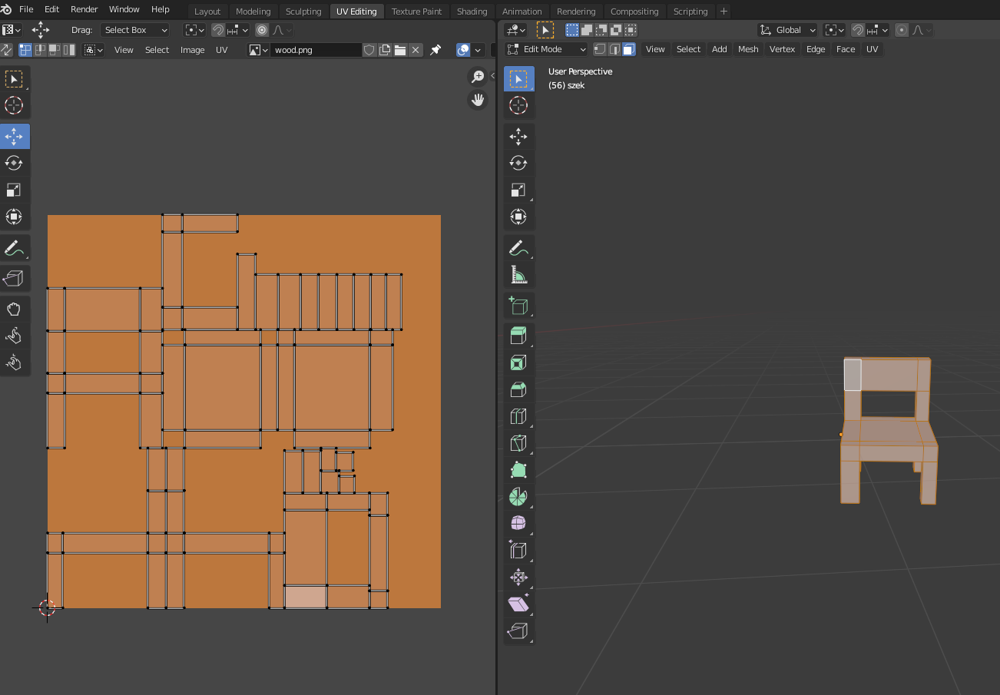 File Edit Render Window Help Layout Modeling Sculpting UV Editing Texture Paint Shading Animation Rendering Compositing Scripting +
Drag: Select Box
Global
View Select Image UV wood.png
Edit Mode View Select Add Mesh Vertex Edge Face UV
User Perspective
(56) szek